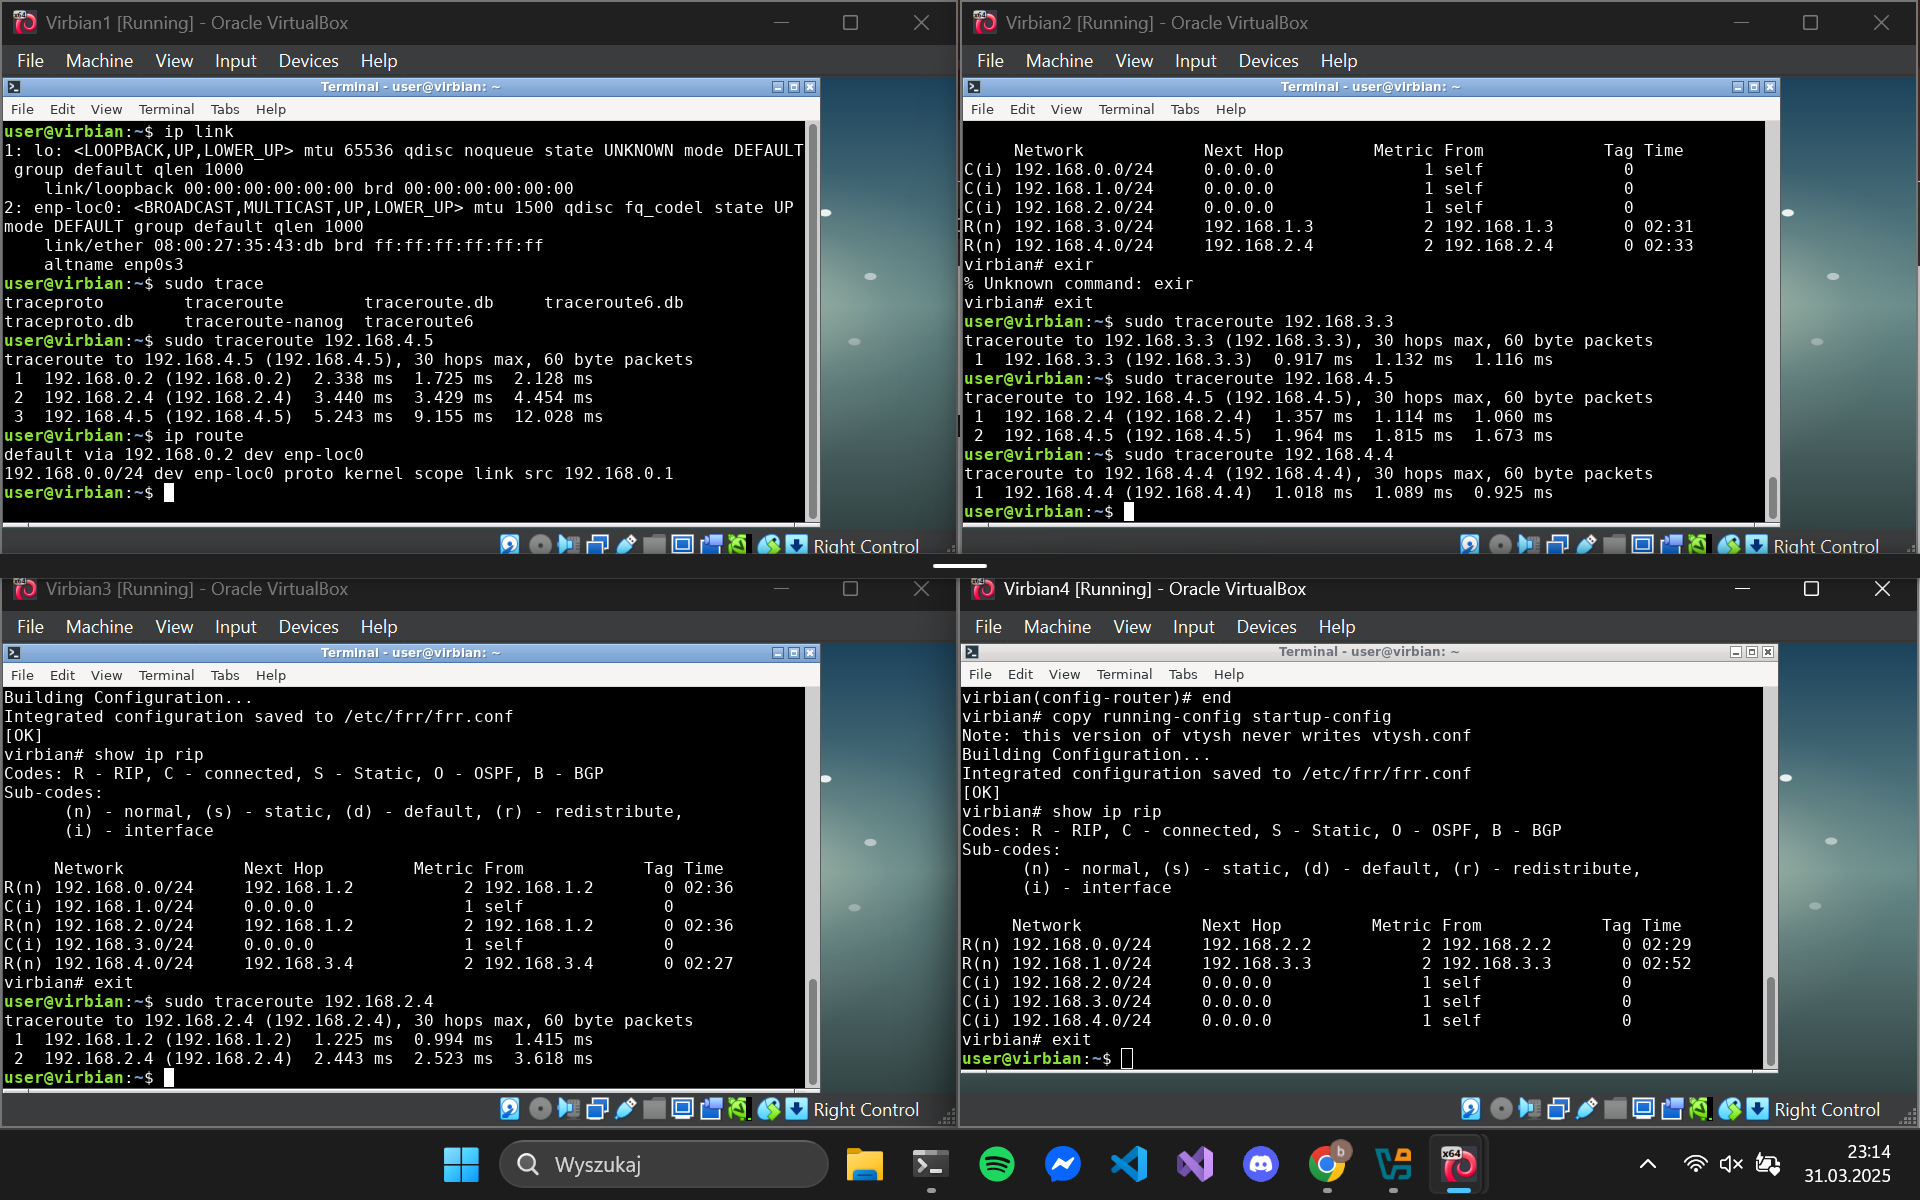 Virbian1 [Running] - Oracle VirtualBox
File Machine View Input Devices Help
Terminal - user@virbian: ~
File Edit View Terminal Tabs Help
user@virbian:~$ ip link
1: lo: <LOOPBACK,UP,LOWER_UP> mtu 65536 qdisc noqueue state UNKNOWN mode DEFAULT
 group default qlen 1000
    link/loopback 00:00:00:00:00:00 brd 00:00:00:00:00:00
2: enp-loc0: <BROADCAST,MULTICAST,UP,LOWER_UP> mtu 1500 qdisc fq_codel state UP
mode DEFAULT group default qlen 1000
    link/ether 08:00:27:35:43:db brd ff:ff:ff:ff:ff:ff
    altname enp0s3
user@virbian:~$ sudo trace
traceproto        traceroute        traceroute.db     traceroute6.db
traceproto.db     traceroute-nanog  traceroute6
user@virbian:~$ sudo traceroute 192.168.4.5
traceroute to 192.168.4.5 (192.168.4.5), 30 hops max, 60 byte packets
 1  192.168.0.2 (192.168.0.2)  2.338 ms  1.725 ms  2.128 ms
 2  192.168.2.4 (192.168.2.4)  3.440 ms  3.429 ms  4.454 ms
 3  192.168.4.5 (192.168.4.5)  5.243 ms  9.155 ms  12.028 ms
user@virbian:~$ ip route
default via 192.168.0.2 dev enp-loc0
192.168.0.0/24 dev enp-loc0 proto kernel scope link src 192.168.0.1
user@virbian:~$
Right Control
Virbian2 [Running] - Oracle VirtualBox
File Machine View Input Devices Help
Terminal - user@virbian: ~
File Edit View Terminal Tabs Help
     Network            Next Hop         Metric From            Tag Time
C(i) 192.168.0.0/24     0.0.0.0               1 self              0
C(i) 192.168.1.0/24     0.0.0.0               1 self              0
C(i) 192.168.2.0/24     0.0.0.0               1 self              0
R(n) 192.168.3.0/24     192.168.1.3           2 192.168.1.3       0 02:31
R(n) 192.168.4.0/24     192.168.2.4           2 192.168.2.4       0 02:33
virbian# exir
% Unknown command: exir
virbian# exit
user@virbian:~$ sudo traceroute 192.168.3.3
traceroute to 192.168.3.3 (192.168.3.3), 30 hops max, 60 byte packets
 1  192.168.3.3 (192.168.3.3)  0.917 ms  1.132 ms  1.116 ms
user@virbian:~$ sudo traceroute 192.168.4.5
traceroute to 192.168.4.5 (192.168.4.5), 30 hops max, 60 byte packets
 1  192.168.2.4 (192.168.2.4)  1.357 ms  1.114 ms  1.060 ms
 2  192.168.4.5 (192.168.4.5)  1.964 ms  1.815 ms  1.673 ms
user@virbian:~$ sudo traceroute 192.168.4.4
traceroute to 192.168.4.4 (192.168.4.4), 30 hops max, 60 byte packets
 1  192.168.4.4 (192.168.4.4)  1.018 ms  1.089 ms  0.925 ms
user@virbian:~$
Right Control
Virbian3 [Running] - Oracle VirtualBox
File Machine View Input Devices Help
Terminal - user@virbian: ~
File Edit View Terminal Tabs Help
Building Configuration...
Integrated configuration saved to /etc/frr/frr.conf
[OK]
virbian# show ip rip
Codes: R - RIP, C - connected, S - Static, O - OSPF, B - BGP
Sub-codes:
      (n) - normal, (s) - static, (d) - default, (r) - redistribute,
      (i) - interface
     Network            Next Hop         Metric From            Tag Time
R(n) 192.168.0.0/24     192.168.1.2           2 192.168.1.2       0 02:36
C(i) 192.168.1.0/24     0.0.0.0               1 self              0
R(n) 192.168.2.0/24     192.168.1.2           2 192.168.1.2       0 02:36
C(i) 192.168.3.0/24     0.0.0.0               1 self              0
R(n) 192.168.4.0/24     192.168.3.4           2 192.168.3.4       0 02:27
virbian# exit
user@virbian:~$ sudo traceroute 192.168.2.4
traceroute to 192.168.2.4 (192.168.2.4), 30 hops max, 60 byte packets
 1  192.168.1.2 (192.168.1.2)  1.225 ms  0.994 ms  1.415 ms
 2  192.168.2.4 (192.168.2.4)  2.443 ms  2.523 ms  3.618 ms
user@virbian:~$
Right Control
Virbian4 [Running] - Oracle VirtualBox
File Machine View Input Devices Help
Terminal - user@virbian: ~
File Edit View Terminal Tabs Help
virbian(config-router)# end
virbian# copy running-config startup-config
Note: this version of vtysh never writes vtysh.conf
Building Configuration...
Integrated configuration saved to /etc/frr/frr.conf
[OK]
virbian# show ip rip
Codes: R - RIP, C - connected, S - Static, O - OSPF, B - BGP
Sub-codes:
      (n) - normal, (s) - static, (d) - default, (r) - redistribute,
      (i) - interface
     Network            Next Hop         Metric From            Tag Time
R(n) 192.168.0.0/24     192.168.2.2           2 192.168.2.2       0 02:29
R(n) 192.168.1.0/24     192.168.3.3           2 192.168.3.3       0 02:52
C(i) 192.168.2.0/24     0.0.0.0               1 self              0
C(i) 192.168.3.0/24     0.0.0.0               1 self              0
C(i) 192.168.4.0/24     0.0.0.0               1 self              0
virbian# exit
user@virbian:~$
Right Control
Wyszukaj
b
x64
23:14
31.03.2025